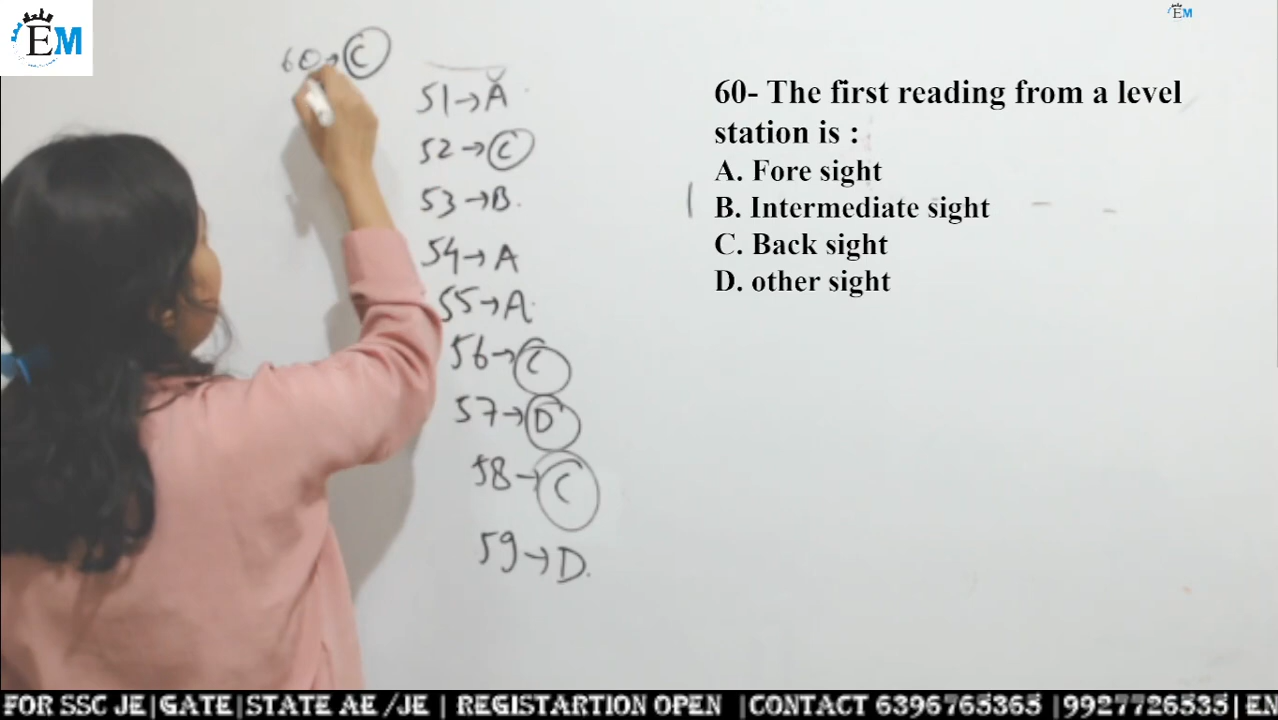 EM
EM
60→C
51→A
52→C
53→B.
54→A
55→A.
56→C
57→D
58→C
59→D.
60- The first reading from a level
station is :
A. Fore sight
B. Intermediate sight
C. Back sight
D. other sight
FOR SSC JE|GATE|STATE AE /JE | REGISTARTION OPEN |CONTACT 6396765365 |9927726535| EN